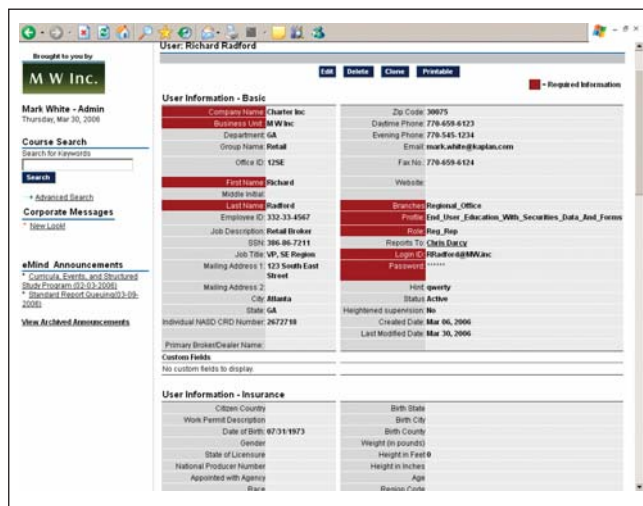 User: Richard Radford
Brought to you by
M W Inc.
Edit Delete Clone Printable
= Required Information
Mark White - Admin
Thursday, Mar 30, 2006
Course Search
Search for Keywords
Search
Advanced Search
Corporate Messages
* New Look!
eMind Announcements
* Curricula, Events, and Structured
Study Program (02-03-2006)
* Standard Report Queuing(03-09-
2006)
View Archived Announcements
User Information - Basic
Company Name: Charter Inc
Business Unit: M W Inc
Department: GA
Group Name: Retail
Office ID: 12SE
First Name: Richard
Middle Initial:
Last Name: Radford
Employee ID: 332-33-4567
Job Description: Retail Broker
SSN: 386-86-7211
Job Title: VP, SE Region
Mailing Address 1: 123 South East
Street
Mailing Address 2:
City: Atlanta
State: GA
Individual NASD CRD Number: 2672718
Primary Broker/Dealer Name:
Zip Code: 30075
Daytime Phone: 770-659-6123
Evening Phone: 770-545-1234
Email: mark.white@kaplan.com
Fax No.: 770-659-6124
Website:
Branches: Regional_Office
Profile: End_User_Education_With_Securities_Data_And_Forms
Role: Reg_Rep
Reports To: Chris Darcy
Login ID: RRadford@MW.inc
Password: ******
Hint: qwerty
Status: Active
Heightened supervision: No
Created Date: Mar 06, 2006
Last Modified Date: Mar 30, 2006
Custom Fields
No custom fields to display.
User Information - Insurance
Citizen Country
Work Permit Description
Date of Birth: 07/31/1973
Gender
State of Licensure
National Producer Number
Appointed with Agency
Race
Birth State
Birth City
Birth County
Weight (in pounds)
Height in Feet 0
Height in Inches
Age
Region Code